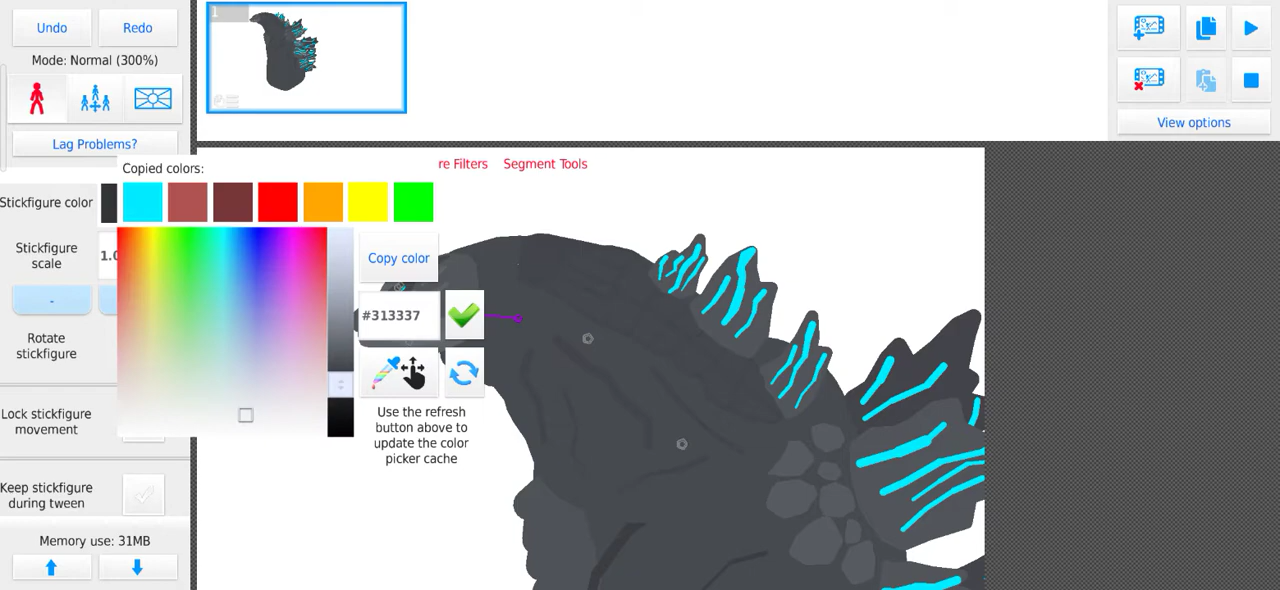 Undo
Redo
Mode: Normal (300%)
Lag Problems?
1
View options
Copied colors:
re Filters
Segment Tools
Stickfigure color
Stickfigure
scale
1.0
-
Copy color
#313337
Rotate
stickfigure
Use the refresh
button above to
update the color
picker cache
Lock stickfigure
movement
Keep stickfigure
during tween
Memory use: 31MB